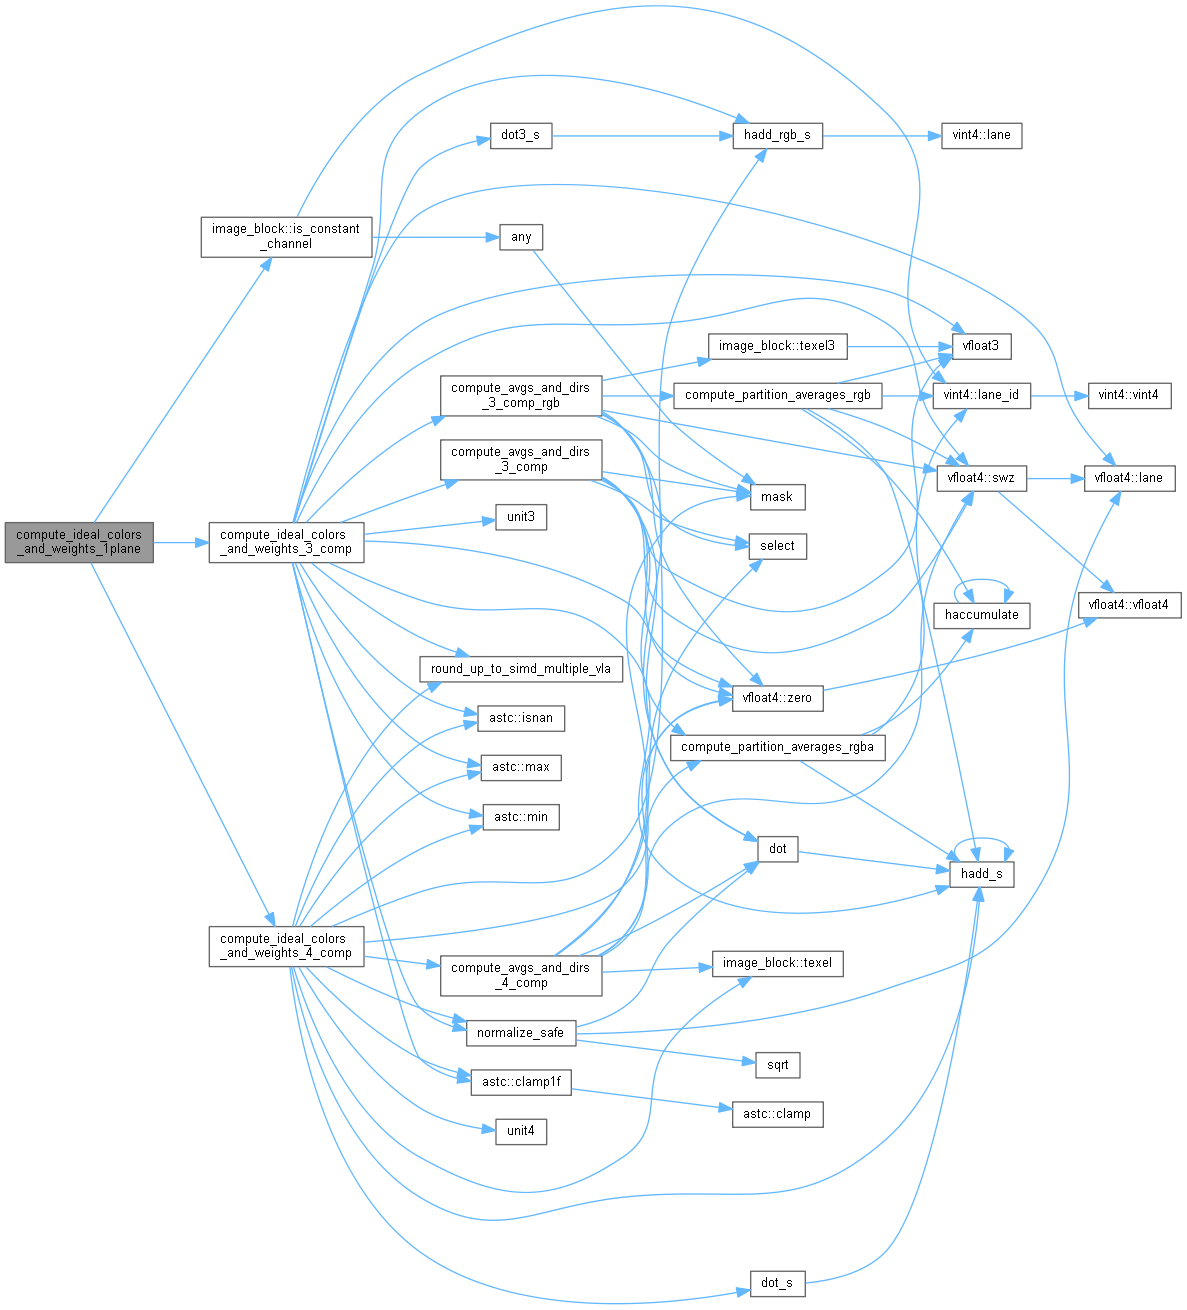 compute_ideal_colors
_and_weights_1plane
image_block::is_constant
_channel
compute_ideal_colors
_and_weights_3_comp
compute_ideal_colors
_and_weights_4_comp
dot3_s
any
compute_avgs_and_dirs
_3_comp_rgb
compute_avgs_and_dirs
_3_comp
unit3
round_up_to_simd_multiple_vla
astc::isnan
astc::max
astc::min
compute_avgs_and_dirs
_4_comp
normalize_safe
astc::clamp1f
unit4
hadd_rgb_s
image_block::texel3
compute_partition_averages_rgb
mask
select
vfloat4::zero
compute_partition_averages_rgba
dot
image_block::texel
sqrt
astc::clamp
dot_s
vint4::lane
vfloat3
vint4::lane_id
vfloat4::swz
haccumulate
hadd_s
vint4::vint4
vfloat4::lane
vfloat4::vfloat4